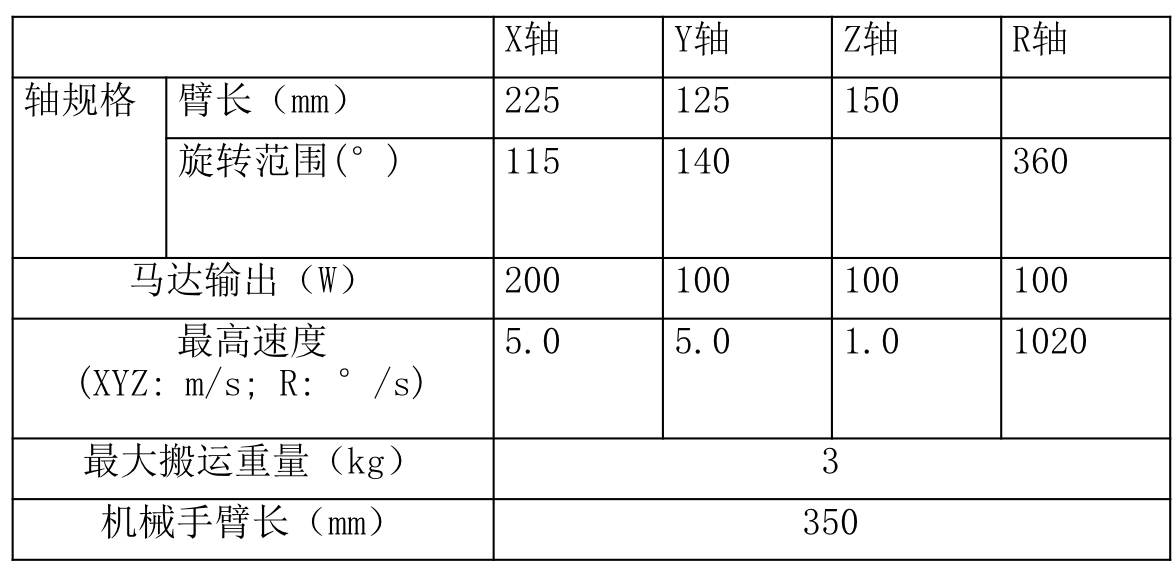 X轴 Y轴 Z轴 R轴
轴规格 臂长（mm） 225 125 150
旋转范围(°) 115 140 360
马达输出（W） 200 100 100 100
最高速度 5.0 5.0 1.0 1020
(XYZ: m/s; R: °/s)
最大搬运重量（kg） 3
机械手臂长（mm） 350